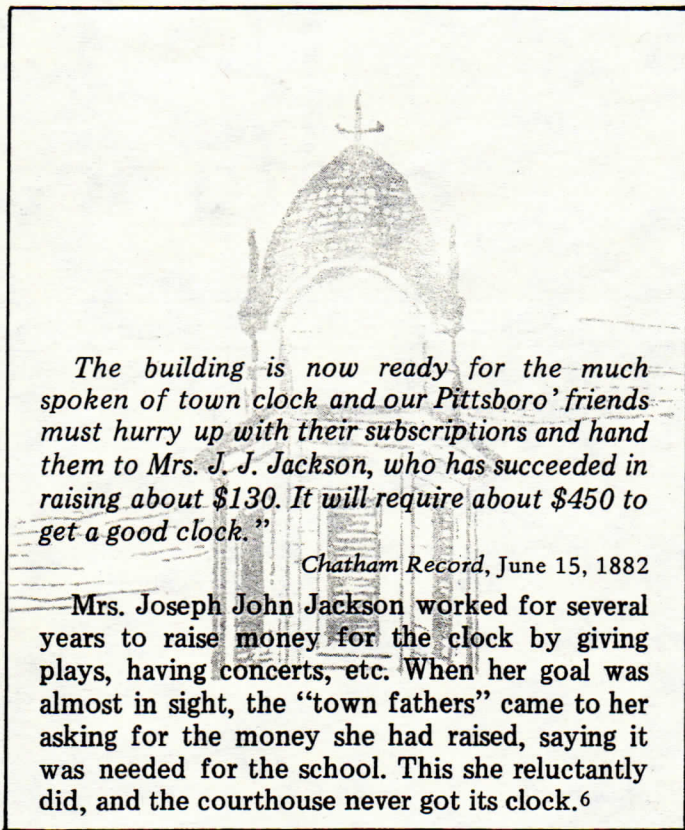 The building is now ready for the much
spoken of town clock and our Pittsboro' friends
must hurry up with their subscriptions and hand
them to Mrs. J. J. Jackson, who has succeeded in
raising about $130. It will require about $450 to
get a good clock."
Chatham Record, June 15, 1882
Mrs. Joseph John Jackson worked for several
years to raise money for the clock by giving
plays, having concerts, etc. When her goal was
almost in sight, the "town fathers" came to her
asking for the money she had raised, saying it
was needed for the school. This she reluctantly
did, and the courthouse never got its clock.6